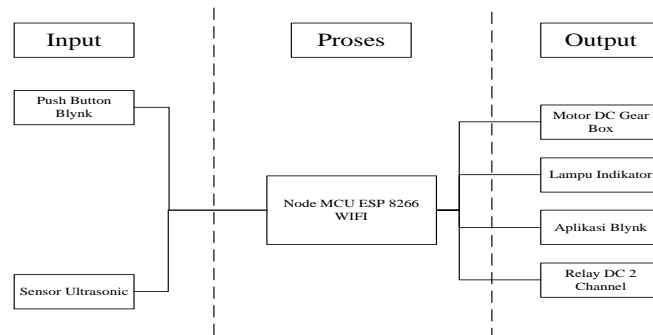 Input
Proses
Output
Push Button
Blynk
Sensor Ultrasonic
Node MCU ESP 8266
WIFI
Motor DC Gear
Box
Lampu Indikator
Aplikasi Blynk
Relay DC 2
Channel